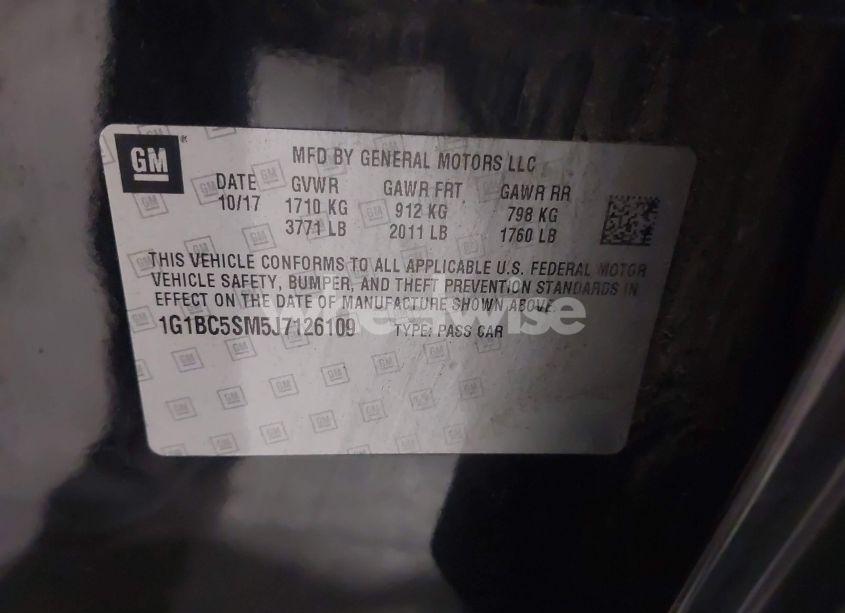 GM
MFD BY GENERAL MOTORS LLC
DATE GVWR GAWR FRT GAWR RR
10/17 1710 KG 912 KG 798 KG
3771 LB 2011 LB 1760 LB
THIS VEHICLE CONFORMS TO ALL APPLICABLE U.S. FEDERAL MOTOR
VEHICLE SAFETY, BUMPER, AND THEFT PREVENTION STANDARDS IN
EFFECT ON THE DATE OF MANUFACTURE SHOWN ABOVE.
1G1BC5SM5J7126109 TYPE: PASS CAR